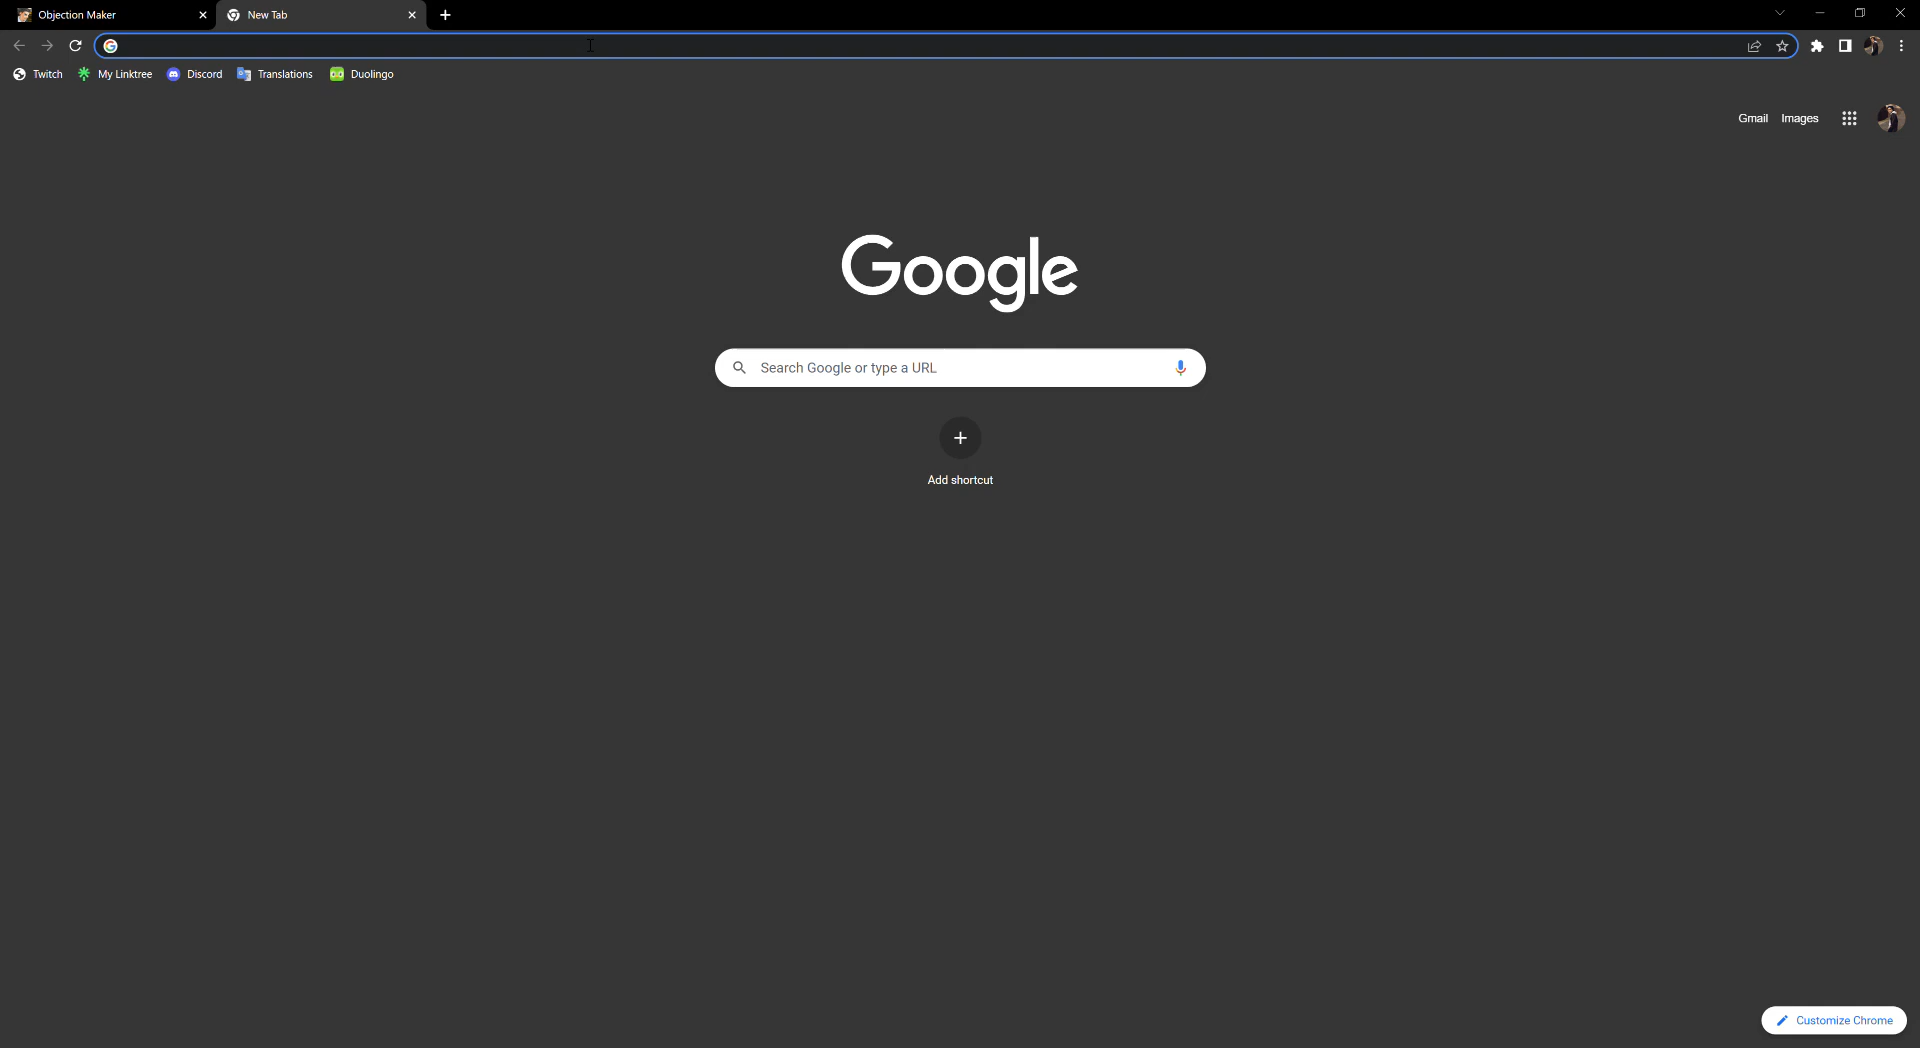 Objection Maker
New Tab
Twitch My Linktree Discord Translations Duolingo
Gmail Images
Google
Search Google or type a URL
Add shortcut
Customize Chrome